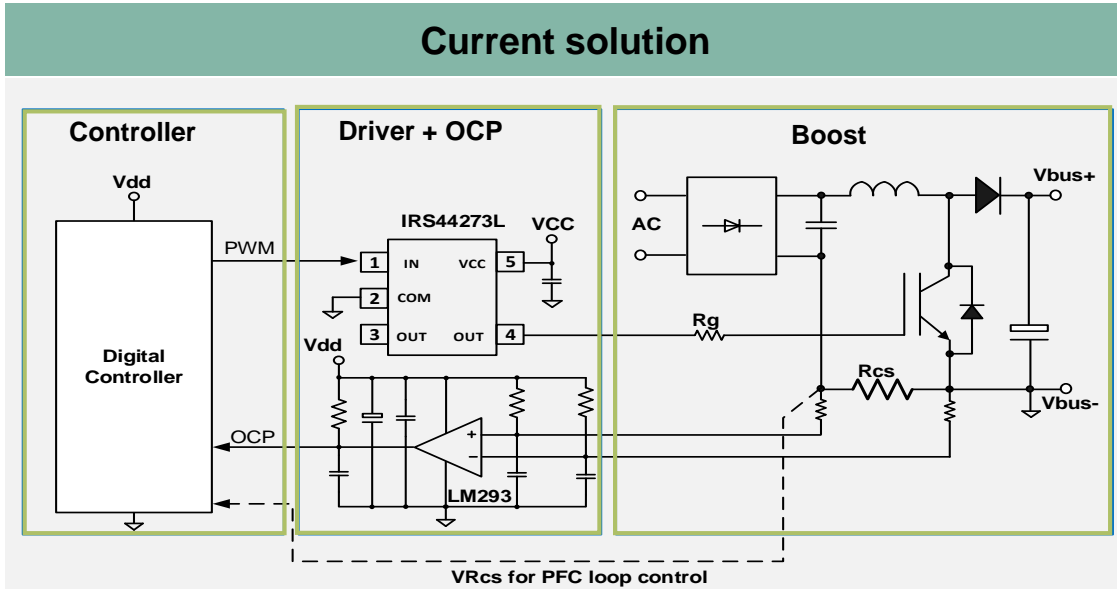 Current solution
Controller
Driver + OCP
Boost
Vdd
IRS44273L
VCC
Vbus+
AC
PWM
1
IN
VCC
5
2
COM
3
OUT
OUT
4
Rg
Vdd
Digital
Controller
Rcs
Vbus-
OCP
+
−
LM293
VRcs for PFC loop control